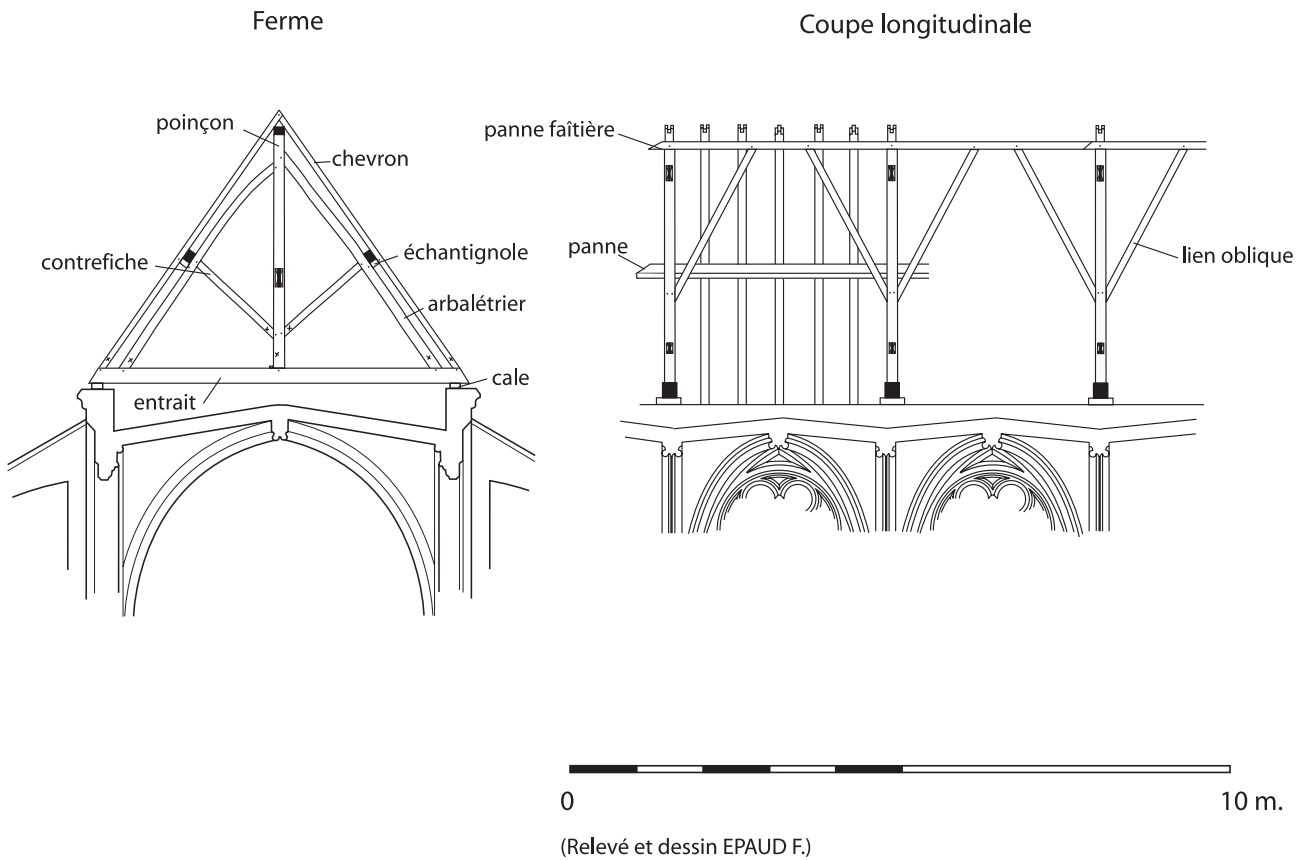 Ferme
Coupe longitudinale
poinçon
chevron
contrefiche
échantignole
arbalétrier
cale
entrait
panne faîtière
panne
lien oblique
0
10 m.
(Relevé et dessin EPAUD F.)